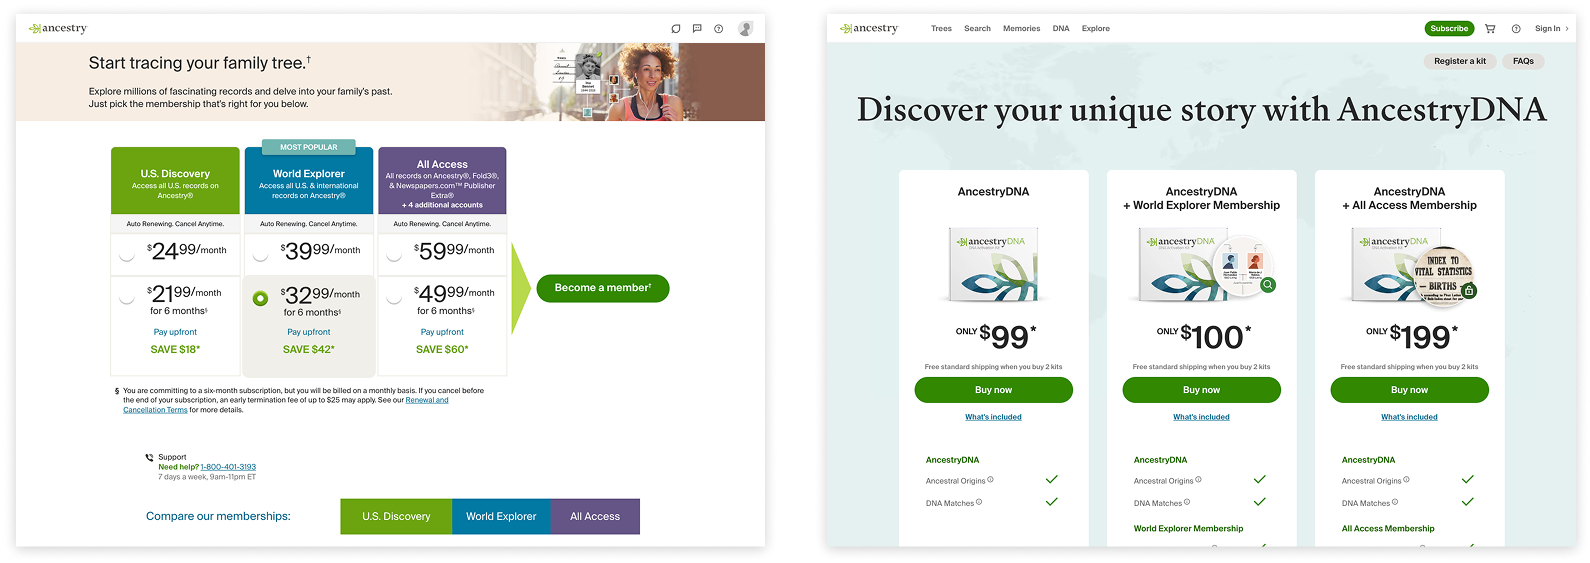 ancestry
Start tracing your family tree.†
Explore millions of fascinating records and delve into your family's past.
Just pick the membership that's right for you below.
MOST POPULAR
U.S. Discovery
Access all U.S. records on
Ancestry®
World Explorer
Access all U.S. & international
records on Ancestry®
All Access
All records on Ancestry®, Fold3®,
& Newspapers.com™ Publisher
Extra®
+ 4 additional accounts
Auto Renewing. Cancel Anytime.
Auto Renewing. Cancel Anytime.
Auto Renewing. Cancel Anytime.
$24.99/month
$39.99/month
$59.99/month
$21.99/month
for 6 months§
Pay upfront
SAVE $18*
$32.99/month
for 6 months§
Pay upfront
SAVE $42*
$49.99/month
for 6 months§
Pay upfront
SAVE $60*
Become a member†
§ You are committing to a six-month subscription, but you will be billed on a monthly basis. If you cancel before
the end of your subscription, an early termination fee of up to $25 may apply. See our Renewal and
Cancellation Terms for more details.
Support
Need help? 1-800-401-3193
7 days a week, 9am-11pm ET
Compare our memberships:
U.S. Discovery
World Explorer
All Access
ancestry
Trees
Search
Memories
DNA
Explore
Subscribe
Sign In
Register a kit
FAQs
Discover your unique story with AncestryDNA
AncestryDNA
ancestryDNA
ONLY $99*
Free standard shipping when you buy 2 kits
Buy now
What's included
AncestryDNA
Ancestral Origins
DNA Matches
AncestryDNA
+ World Explorer Membership
ancestryDNA
ONLY $100*
Free standard shipping when you buy 2 kits
Buy now
What's included
AncestryDNA
Ancestral Origins
DNA Matches
World Explorer Membership
AncestryDNA
+ All Access Membership
ancestryDNA
INDEX TO
VITAL STATISTICS
BIRTHS
ONLY $199*
Free standard shipping when you buy 2 kits
Buy now
What's included
AncestryDNA
Ancestral Origins
DNA Matches
All Access Membership